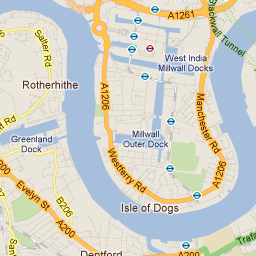 A1261
Blackwall Tunnel
Salter Rd
West India
Millwall Docks
Rotherhithe
A1206
Manchester Rd
Rd
Greenland
Dock
Millwall
Outer Dock
Westferry Rd
A1206
Evelyn St
B206
Isle of Dogs
A200
A200
Deptford